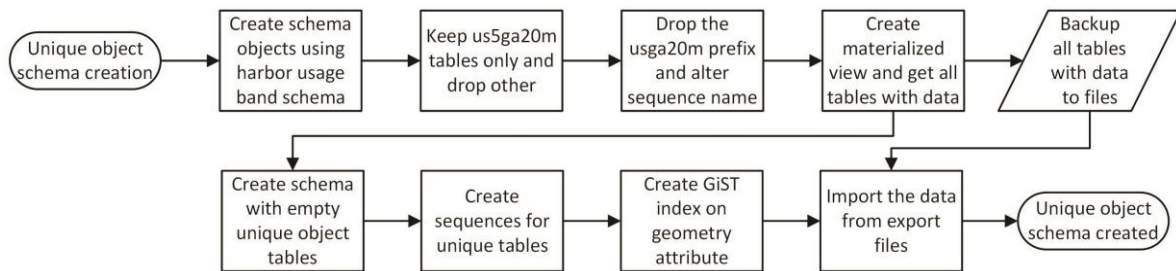 Unique object
schema creation
Create schema
objects using
harbor usage
band schema
Keep us5ga20m
tables only and
drop other
Drop the
usga20m prefix
and alter
sequence name
Create
materialized
view and get all
tables with data
Backup
all tables
with data
to files
Create schema
with empty
unique object
tables
Create
sequences for
unique tables
Create GiST
index on
geometry
attribute
Import the data
from export
files
Unique object
schema created